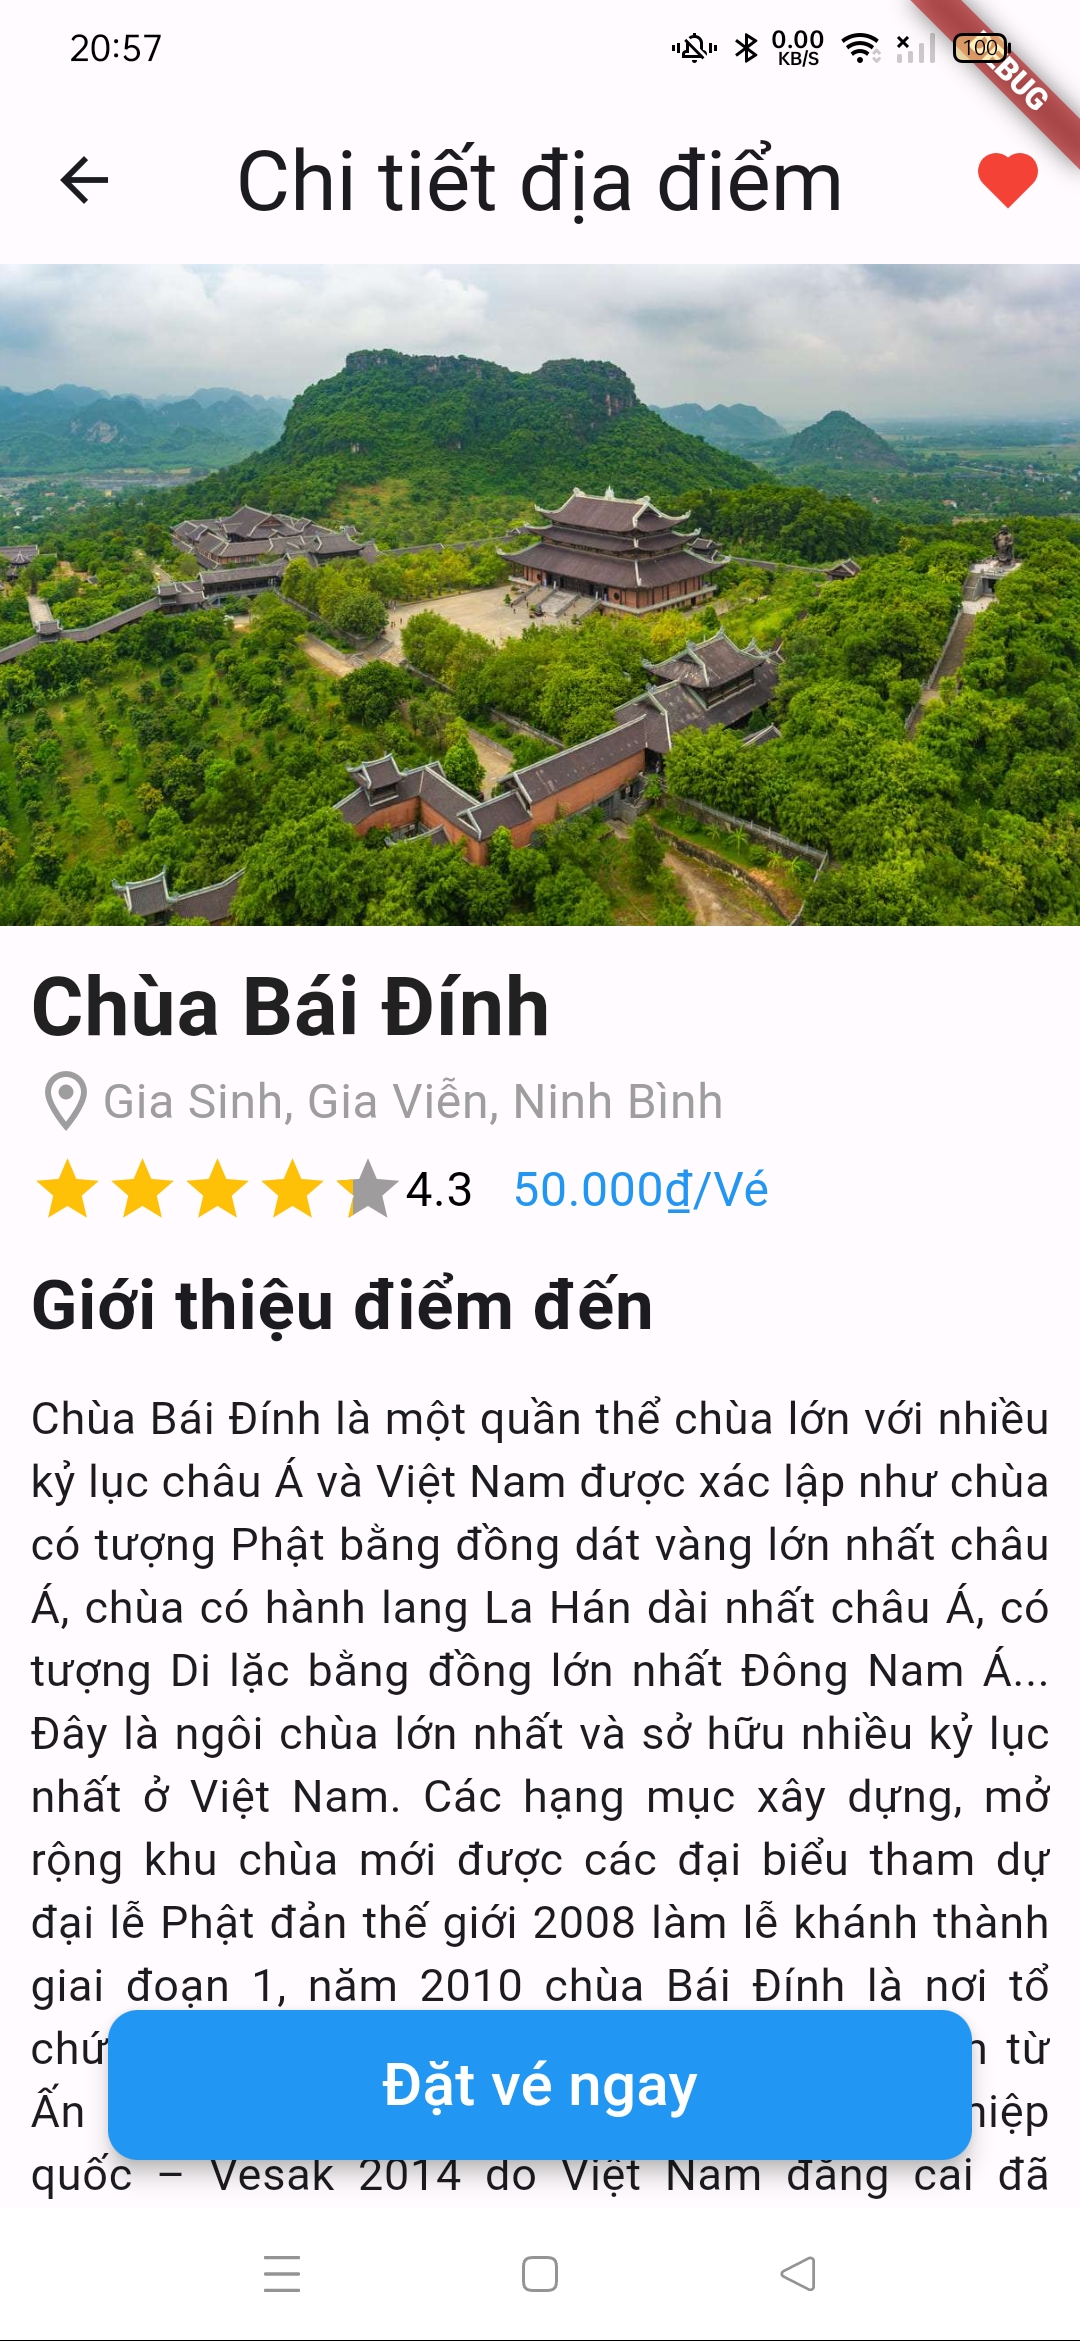 20:57
0.00
KB/S
100
Chi tiết địa điểm
Chùa Bái Đính
Gia Sinh, Gia Viễn, Ninh Bình
4.3 50.000₫/Vé
Giới thiệu điểm đến
Chùa Bái Đính là một quần thể chùa lớn với nhiều
kỷ lục châu Á và Việt Nam được xác lập như chùa
có tượng Phật bằng đồng dát vàng lớn nhất châu
Á, chùa có hành lang La Hán dài nhất châu Á, có
tượng Di lặc bằng đồng lớn nhất Đông Nam Á...
Đây là ngôi chùa lớn nhất và sở hữu nhiều kỷ lục
nhất ở Việt Nam. Các hạng mục xây dựng, mở
rộng khu chùa mới được các đại biểu tham dự
đại lễ Phật đản thế giới 2008 làm lễ khánh thành
giai đoạn 1, năm 2010 chùa Bái Đính là nơi tổ
từ
Ấn
quốc – Vesak 2014 do Việt Nam đăng cai đã
Đặt vé ngay